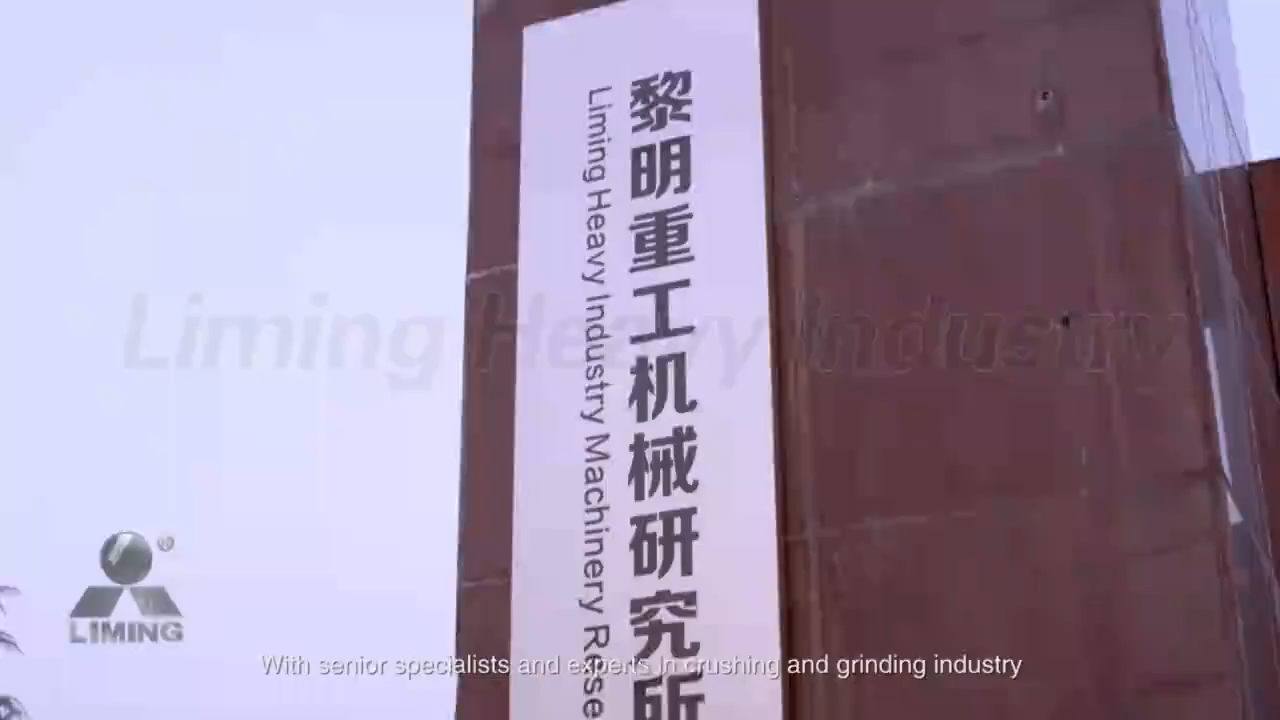 黎明重工机械研究所
Liming Heavy Industry Machinery Rese
Liming Heavy Industry
®
LIMING
With senior specialists and experts in crushing and grinding industry